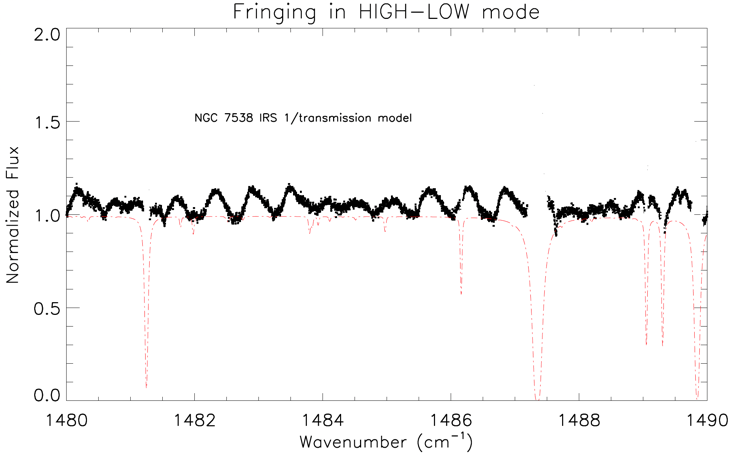 Fringing in HIGH-LOW mode
2.0
NGC 7538 IRS 1/transmission model
1.5
Normalized Flux
1.0
0.5
0.0
1480 1482 1484 1486 1488 1490
Wavenumber (cm⁻¹)